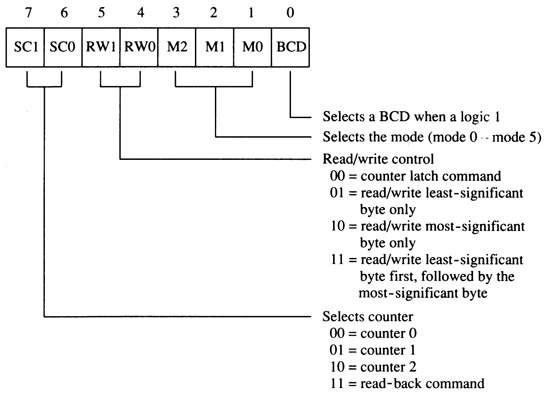 7 6 5 4 3 2 1 0
SC1 SC0 RW1 RW0 M2 M1 M0 BCD
Selects a BCD when a logic 1
Selects the mode (mode 0 - mode 5)
Read/write control
00 = counter latch command
01 = read/write least-significant
byte only
10 = read/write most-significant
byte only
11 = read/write least-significant
byte first, followed by the
most-significant byte
Selects counter
00 = counter 0
01 = counter 1
10 = counter 2
11 = read-back command